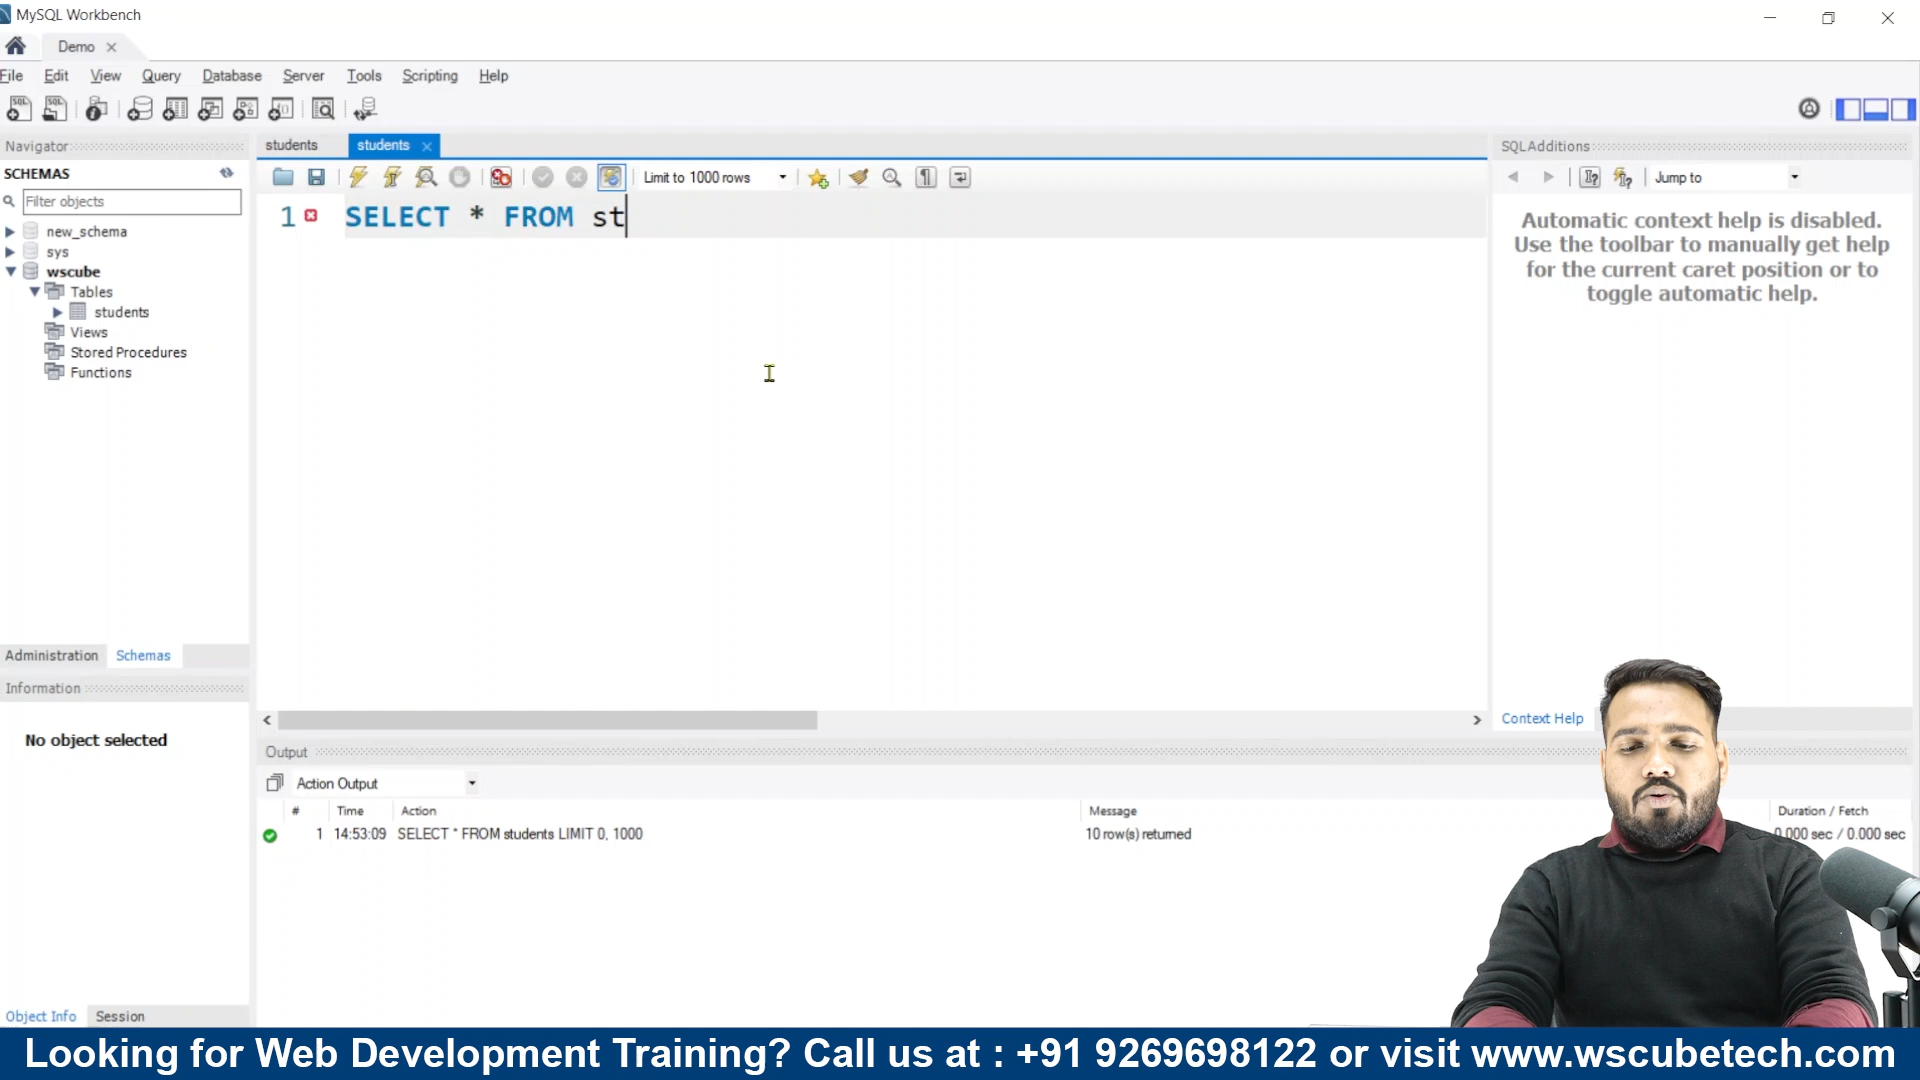 MySQL Workbench
Demo
File Edit View Query Database Server Tools Scripting Help
Navigator
SCHEMAS
Filter objects
new_schema
sys
wscube
Tables
students
Views
Stored Procedures
Functions
Administration Schemas
Information
No object selected
Object Info Session
students students
Limit to 1000 rows
1 SELECT * FROM st
Output
Action Output
# Time Action Message Duration / Fetch
1 14:53:09 SELECT * FROM students LIMIT 0, 1000 10 row(s) returned 0.000 sec / 0.000 sec
SQLAdditions
Jump to
Automatic context help is disabled.
Use the toolbar to manually get help
for the current caret position or to
toggle automatic help.
Context Help
Looking for Web Development Training? Call us at : +91 9269698122 or visit www.wscubetech.com